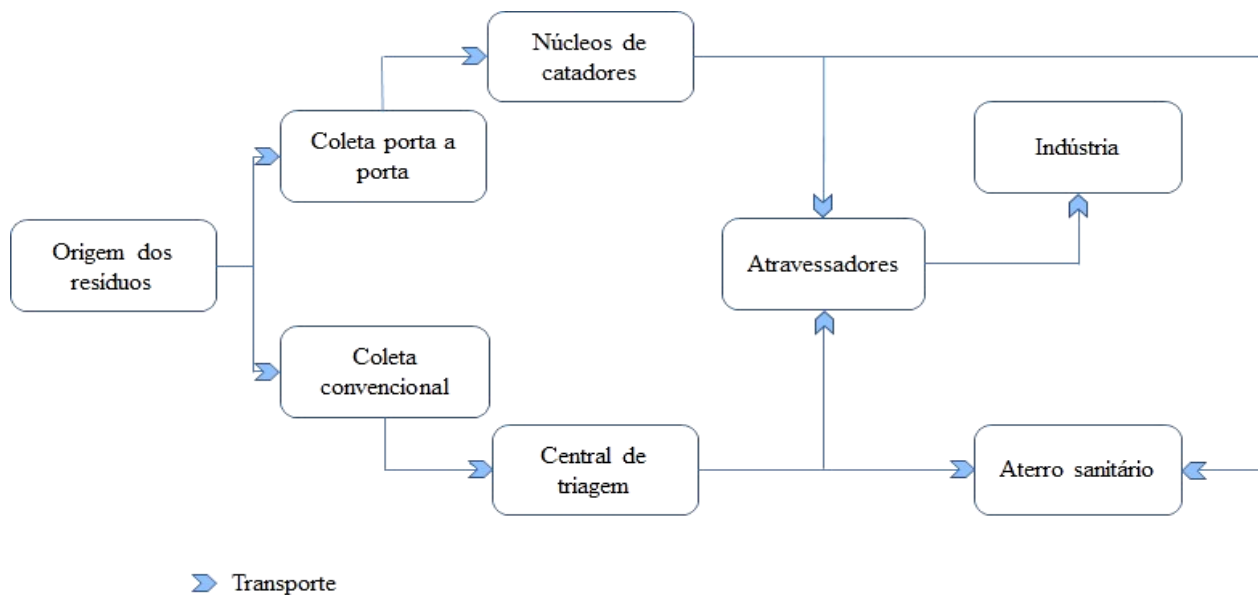 Núcleos de
catadores
Coleta porta a
porta
Indústria
Origem dos
resíduos
Atravessadores
Coleta
convencional
Central de
triagem
Aterro sanitário
Transporte